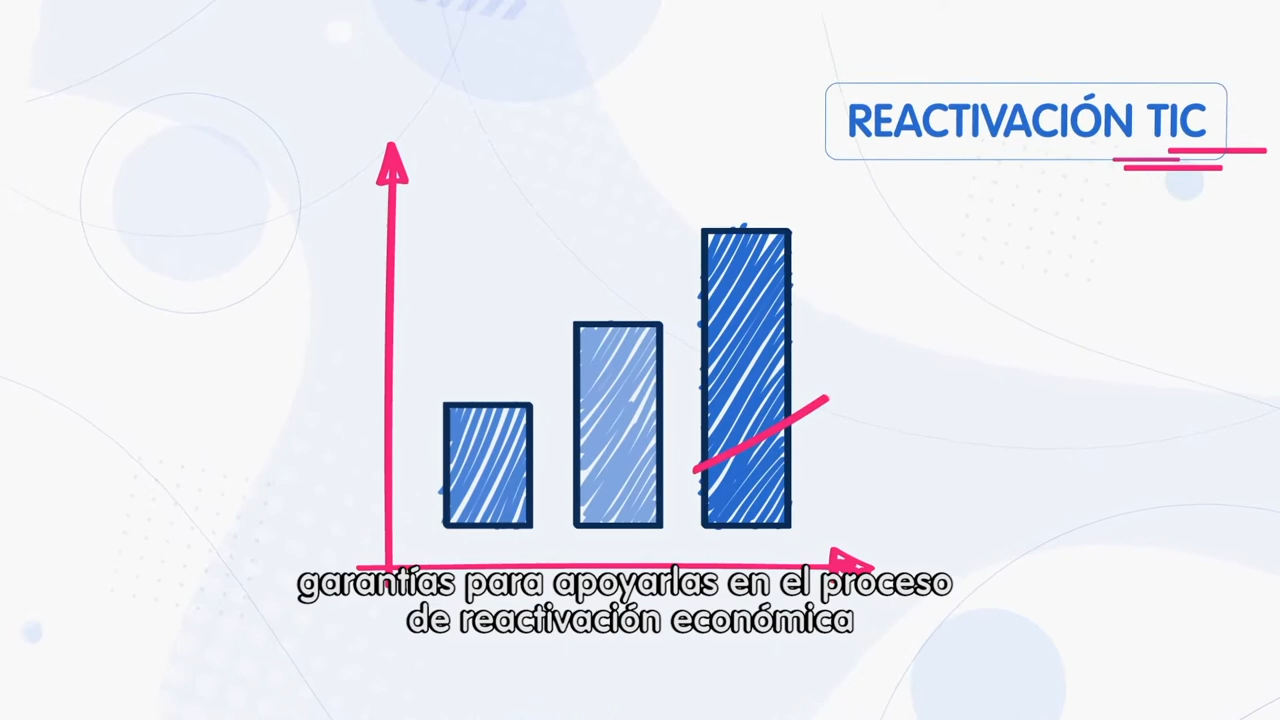 REACTIVACIÓN TIC
garantías para apoyarlas en el proceso
de reactivación económica